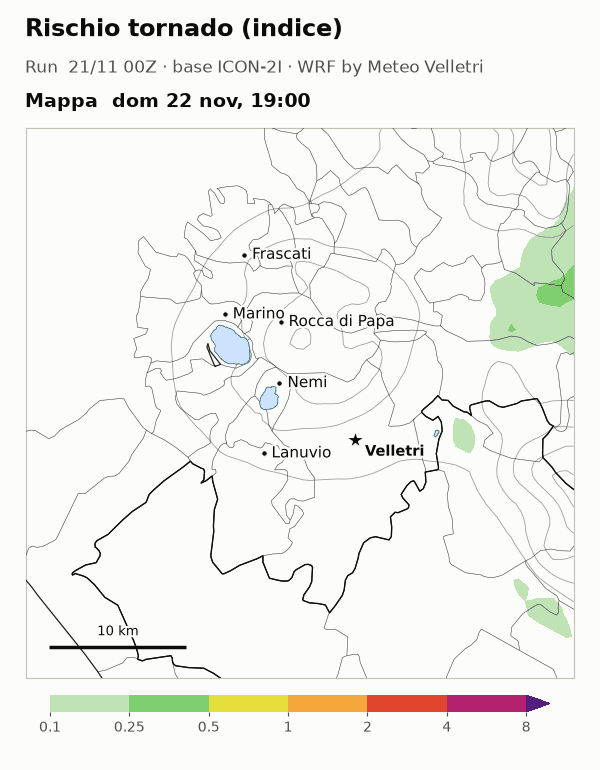 Rischio tornado (indice)
Run  21/11 00Z · base ICON-2I · WRF by Meteo Velletri
Mappa  dom 22 nov, 19:00
Frascati
Marino
Rocca di Papa
Nemi
Velletri
Lanuvio
10 km
0.1 0.25 0.5 1 2 4 8